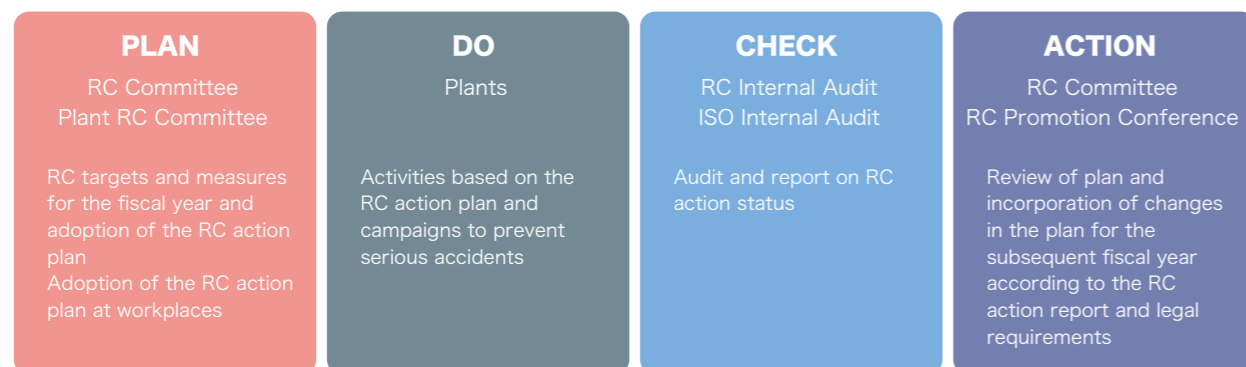 PLAN
RC Committee
Plant RC Committee
RC targets and measures
for the fiscal year and
adoption of the RC action
plan
Adoption of the RC action
plan at workplaces
DO
Plants
Activities based on the
RC action plan and
campaigns to prevent
serious accidents
CHECK
RC Internal Audit
ISO Internal Audit
Audit and report on RC
action status
ACTION
RC Committee
RC Promotion Conference
Review of plan and
incorporation of changes
in the plan for the
subsequent fiscal year
according to the RC
action report and legal
requirements